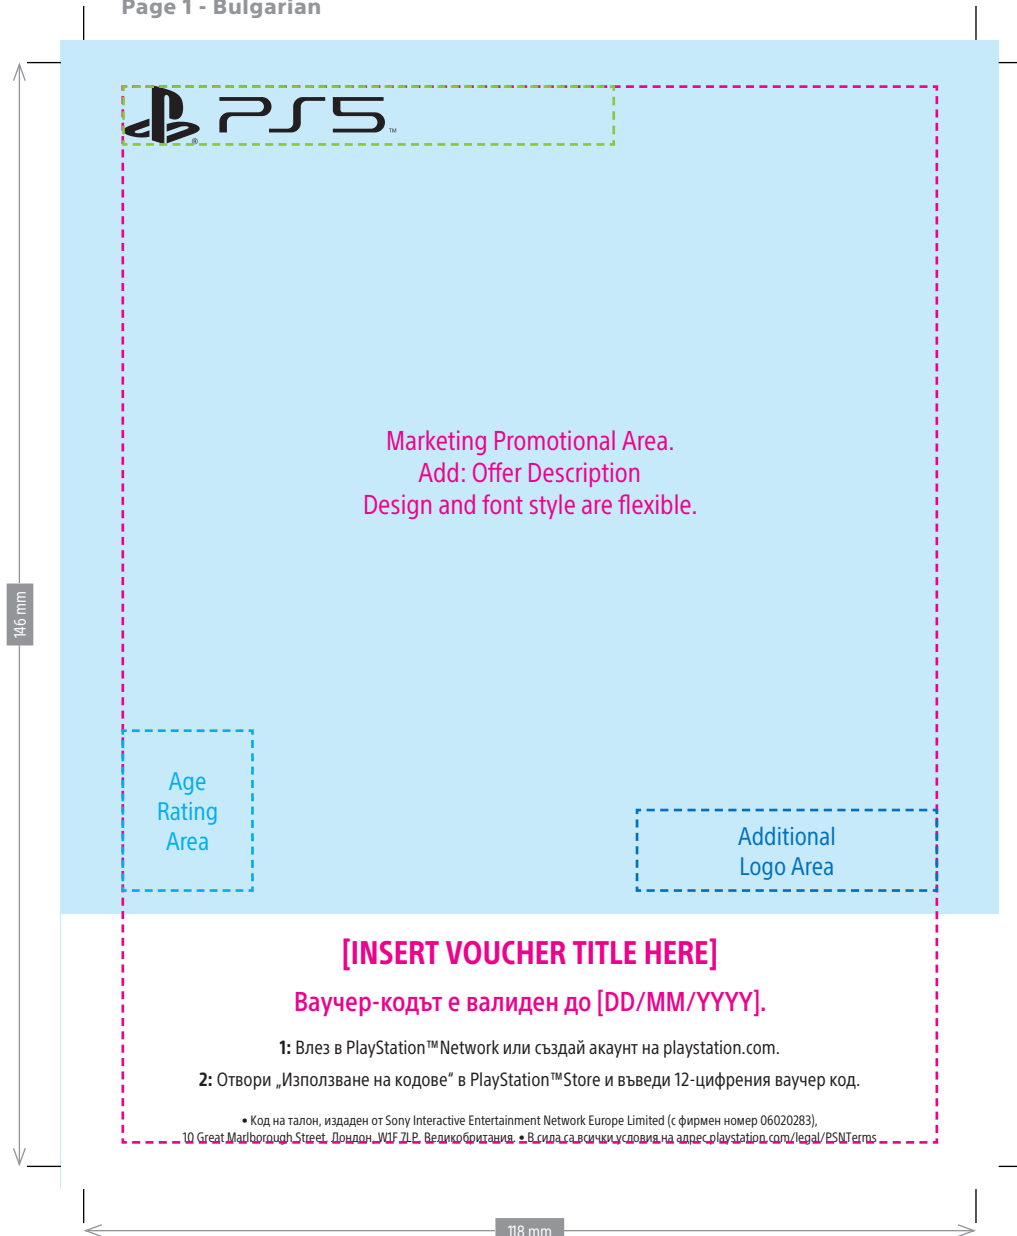 Page 1 - Bulgarian
PS5™
®
146 mm
Marketing Promotional Area.
Add: Offer Description
Design and font style are flexible.
Age
Rating
Area
Additional
Logo Area
[INSERT VOUCHER TITLE HERE]
Ваучер-кодът е валиден до [DD/MM/YYYY].
1: Влез в PlayStation™Network или създай акаунт на playstation.com.
2: Отвори „Използване на кодове“ в PlayStation™Store и въведи 12-цифрения ваучер код.
• Код на талон, издаден от Sony Interactive Entertainment Network Europe Limited (с фирмен номер 06020283),
10 Great Marlborough Street, Лондон, W1F 7LP, Великобритания. • В сила са всички условия на адрес playstation.com/legal/PSNTerms
118 mm